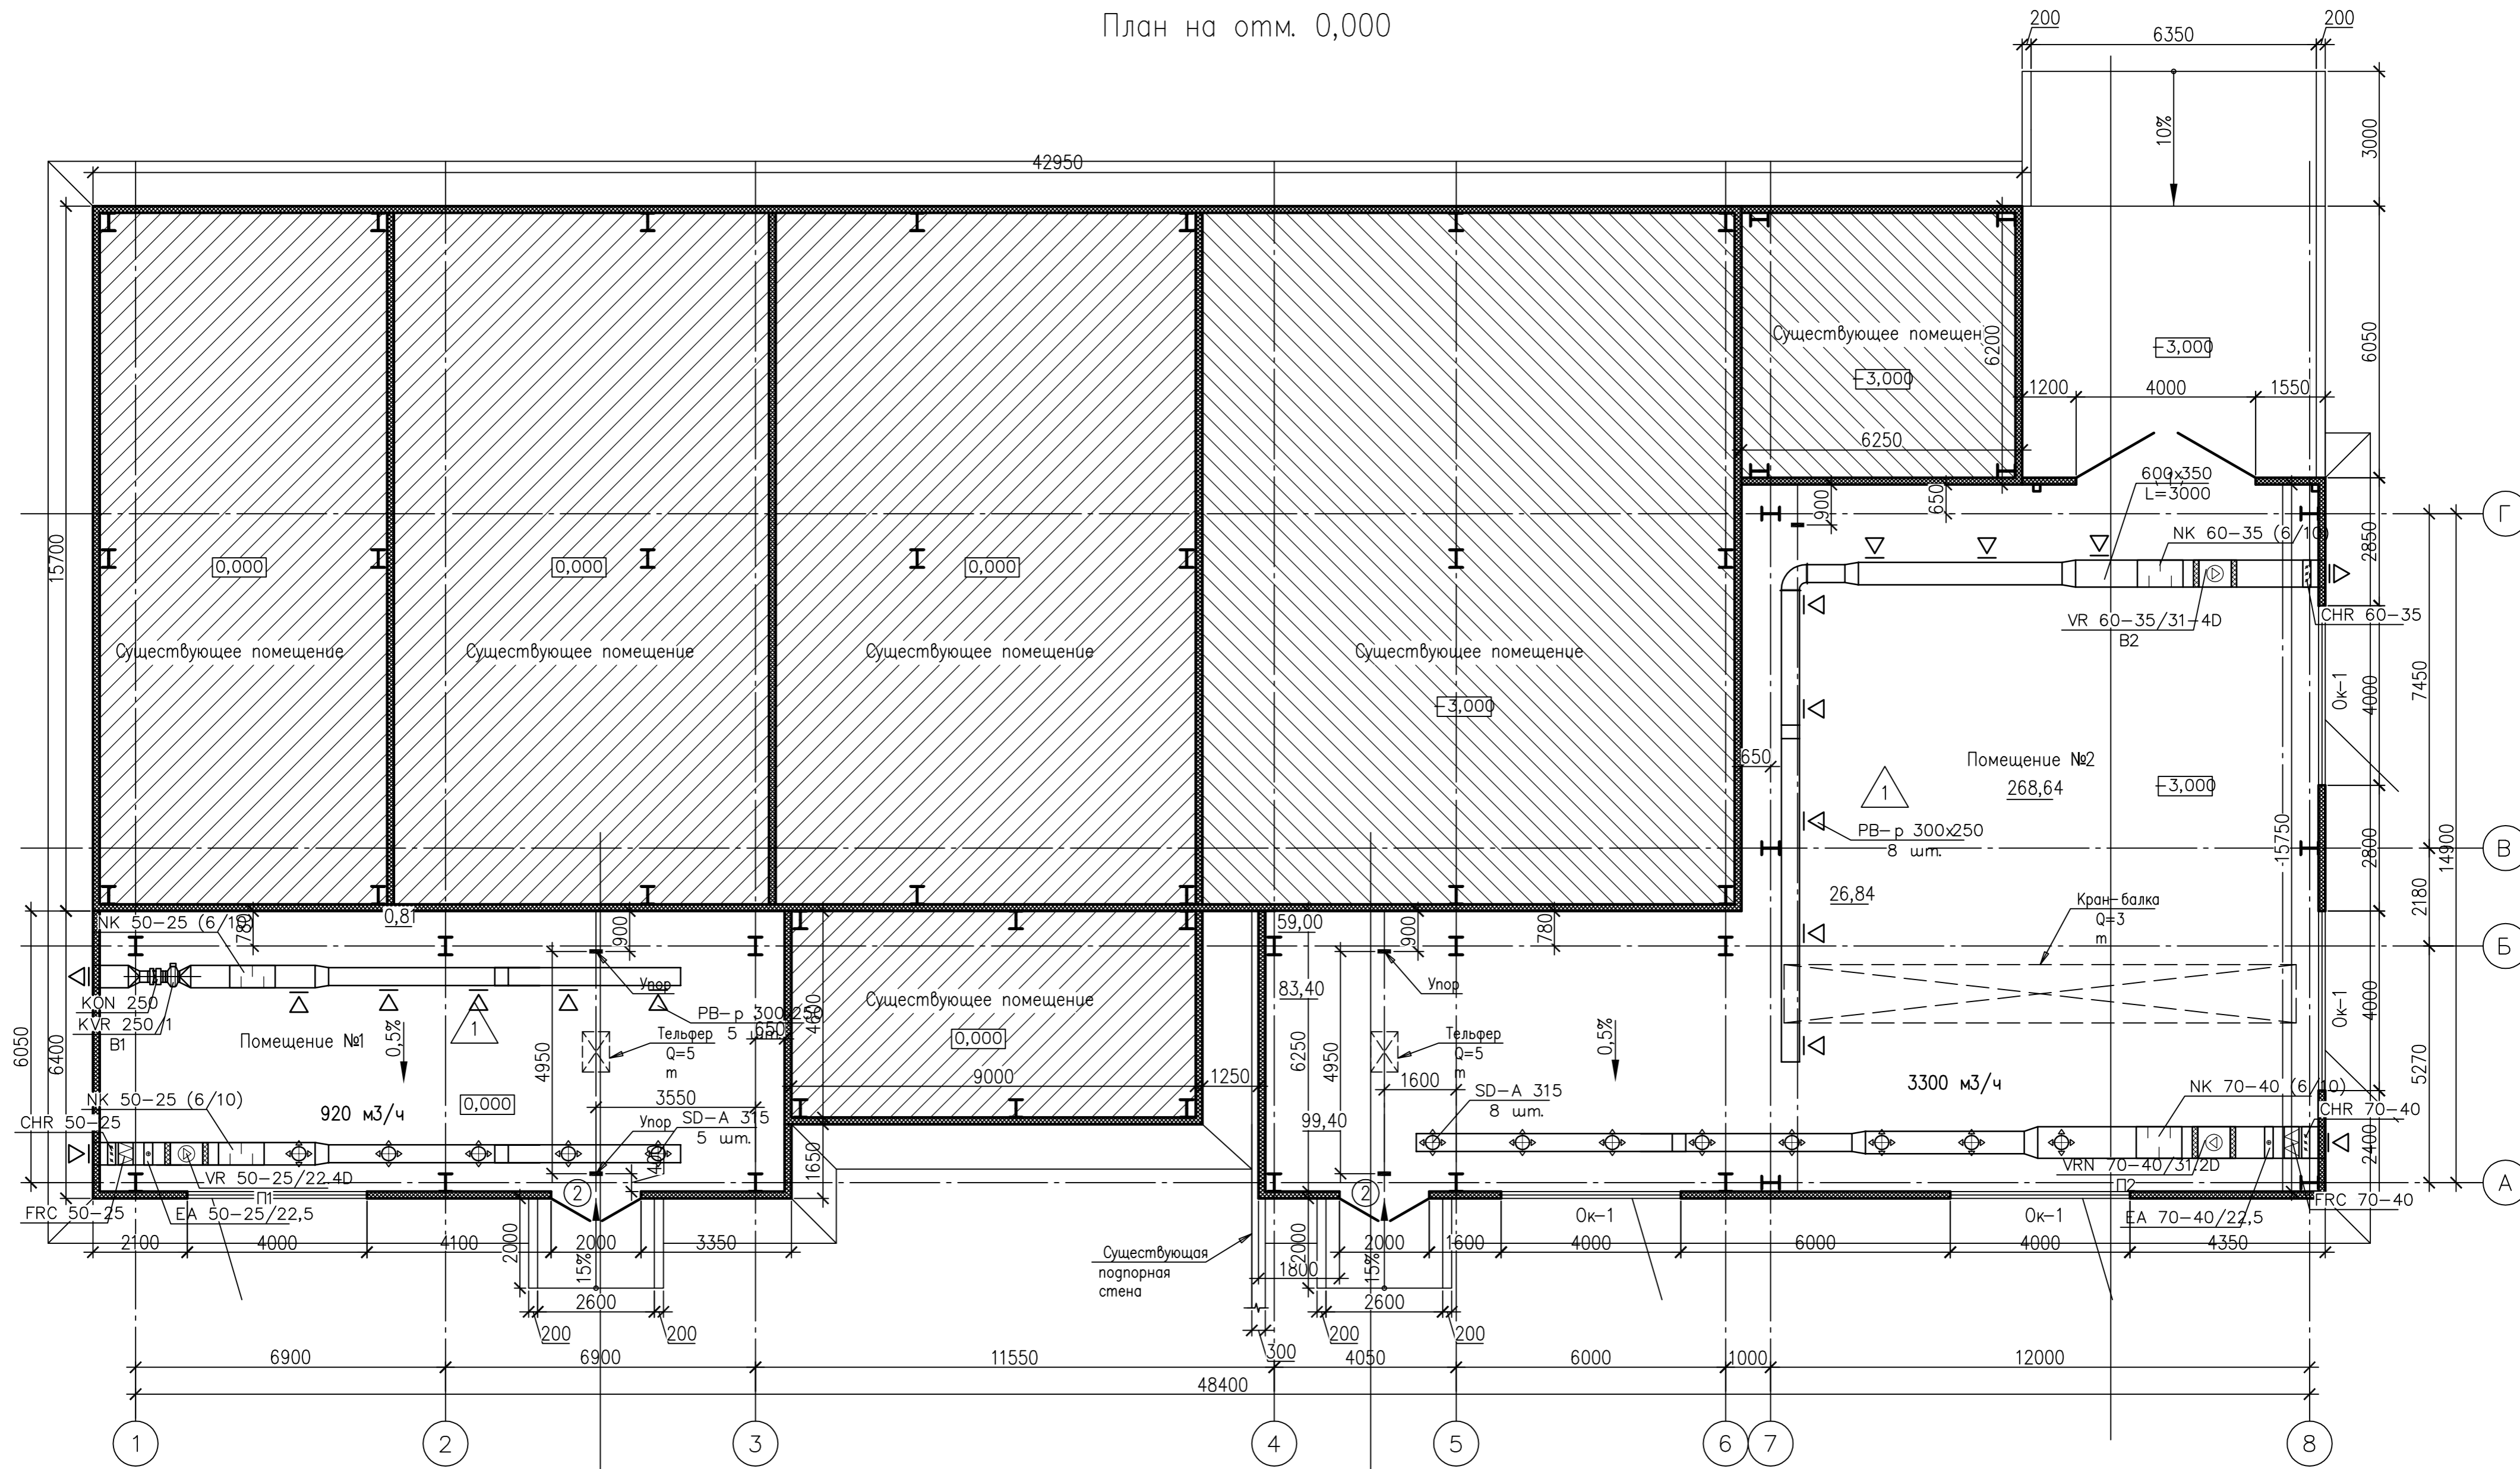 План на отм. 0,000
200
200
6350
3000
10%
42950
15700
6050
Существующее помещени
6200
-3,000
-3,000
1200
4000
1550
6250
600х350
L=3000
900
650
NK 60-35 (6/10)
2850
Г
0,000
0,000
0,000
VR 60-35/31-4D
В2
CHR 60-35
Существующее помещение
Существующее помещение
Существующее помещение
Существующее помещение
-3,000
Ок-1
4000
7450
650
Помещение №2
268,64
1
-3,000
РВ-р 300х250
8 шт.
15750
2800
14900
В
26,84
2180
Кран-балка
Q=3
т
NK 50-25 (6/10)
780
0,81
900
59,00
900
780
Б
KON 250
KVR 250/1
В1
Помещение №1
0,5%
1
Упор
РВ-р 300х250
5 шт.
650
4650
Тельфер
Q=5
т
4950
Существующее помещение
0,000
9000
1250
83,40
Упор
6250
4950
Тельфер
Q=5
т
1600
0,5%
Ок-1
4000
5270
6050
6400
NK 50-25 (6/10)
CHR 50-25
920 м3/ч
0,000
3550
Упор
SD-A 315
5 шт.
400
1650
99,40
SD-A 315
8 шт.
3300 м3/ч
NK 70-40 (6/10)
CHR 70-40
2400
VR 50-25/22.4D
П1
FRC 50-25
EA 50-25/22,5
2
2
VRN 70-40/31.2D
П2
FRC 70-40
EA 70-40/22,5
А
Ок-1
Ок-1
2100
4000
4100
2000
3350
2000
15%
2600
200
200
Существующая
подпорная
стена
2000
1800
15%
2000
1600
4000
6000
4000
4350
2600
200
200
300
6900
6900
11550
4050
6000
1000
12000
48400
1
2
3
4
5
6
7
8